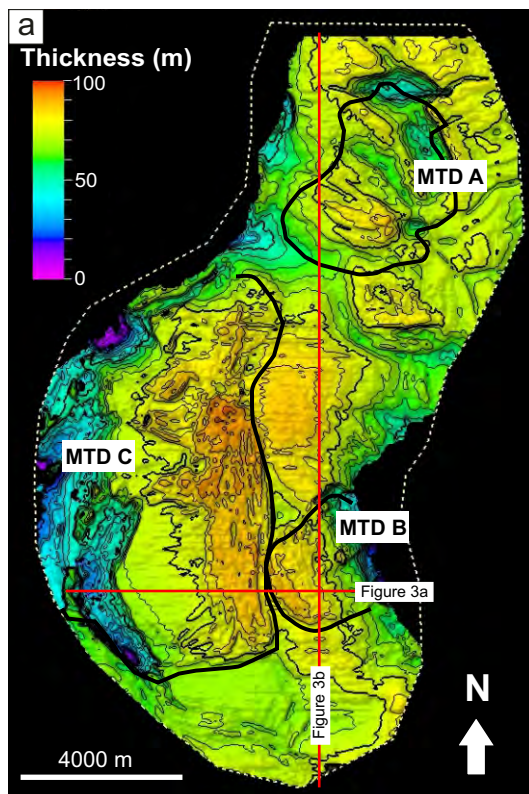 a
Thickness (m)
100
50
0
MTD A
MTD C
MTD B
Figure 3a
Figure 3b
N
4000 m